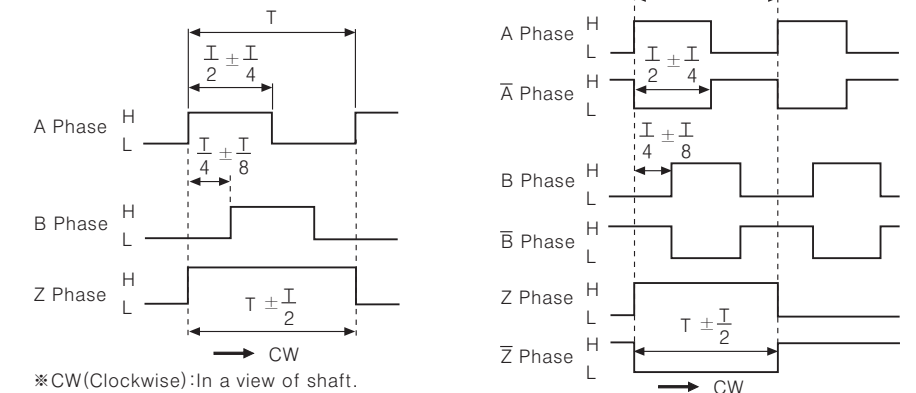 T
T/2 ± T/4
A Phase H L
T/4 ± T/8
B Phase H L
Z Phase H L
T ± T/2
CW
※CW(Clockwise):In a view of shaft.
A Phase H L
T/2 ± T/4
A̅ Phase H L
T/4 ± T/8
B Phase H L
B̅ Phase H L
Z Phase H L
T ± T/2
Z̅ Phase H L
CW